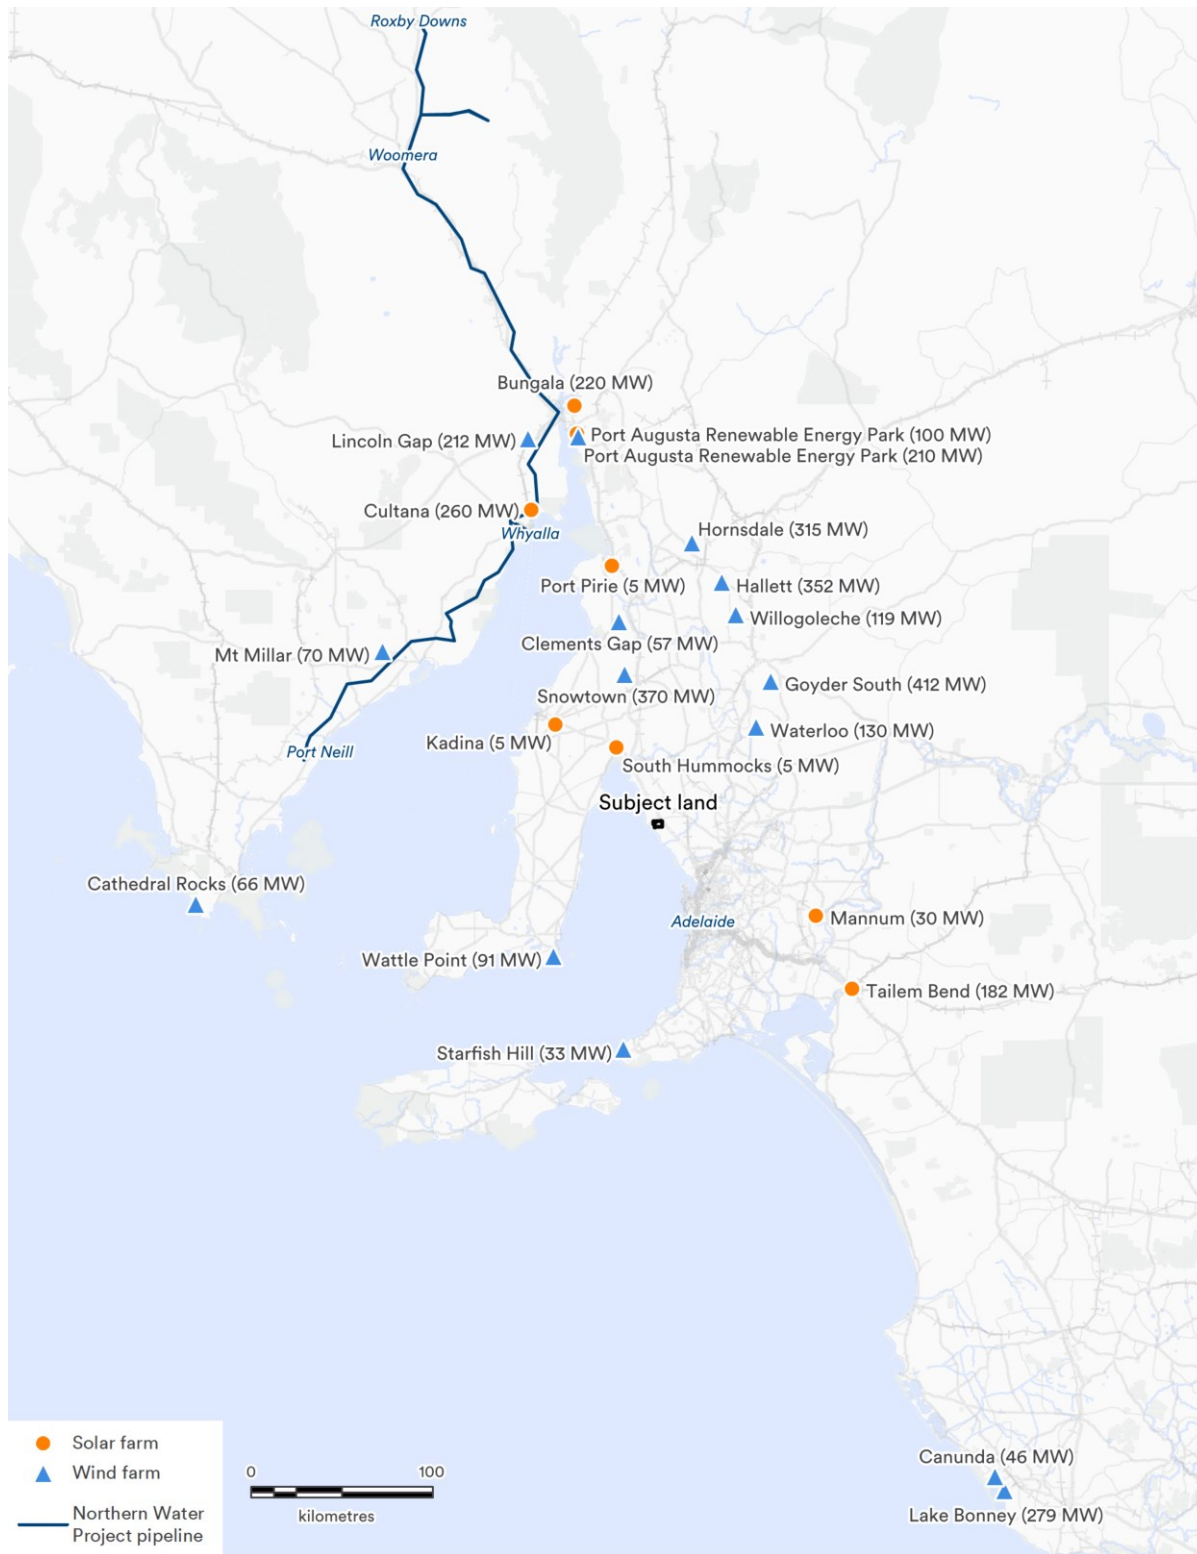 Roxby Downs
Woomera
Bungala (220 MW)
Lincoln Gap (212 MW)
Port Augusta Renewable Energy Park (100 MW)
Port Augusta Renewable Energy Park (210 MW)
Cultana (260 MW)
Whyalla
Hornsdale (315 MW)
Port Pirie (5 MW)
Hallett (352 MW)
Willogoleche (119 MW)
Clements Gap (57 MW)
Mt Millar (70 MW)
Goyder South (412 MW)
Snowtown (370 MW)
Waterloo (130 MW)
Kadina (5 MW)
Port Neill
South Hummocks (5 MW)
Subject land
Cathedral Rocks (66 MW)
Mannum (30 MW)
Adelaide
Wattle Point (91 MW)
Tailem Bend (182 MW)
Starfish Hill (33 MW)
Canunda (46 MW)
Lake Bonney (279 MW)
Solar farm
Wind farm
Northern Water
Project pipeline
0 100
kilometres